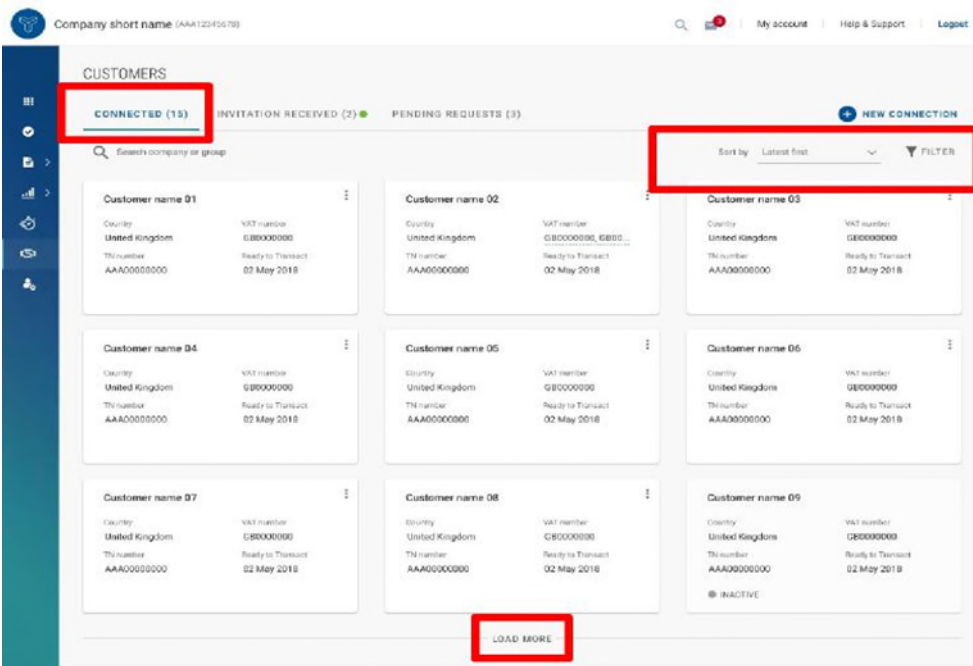 Company short name (AAA12345678)
3
My account
Help & Support
Logout
CUSTOMERS
CONNECTED (15)
INVITATION RECEIVED (2)
PENDING REQUESTS (3)
NEW CONNECTION
Search company or group
Sort by Latest first
FILTER
Customer name 01
Country VAT number
United Kingdom GB0000000
TN number Ready to Transact
AAA00000000 02 May 2018
Customer name 02
Country VAT number
United Kingdom GB0000000, GB00...
TN number Ready to Transact
AAA00000000 02 May 2018
Customer name 03
Country VAT number
United Kingdom GB0000000
TN number Ready to Transact
AAA00000000 02 May 2018
Customer name 04
Country VAT number
United Kingdom GB0000000
TN number Ready to Transact
AAA00000000 02 May 2018
Customer name 05
Country VAT number
United Kingdom GB0000000
TN number Ready to Transact
AAA00000000 02 May 2018
Customer name 06
Country VAT number
United Kingdom GB0000000
TN number Ready to Transact
AAA00000000 02 May 2018
Customer name 07
Country VAT number
United Kingdom GB0000000
TN number Ready to Transact
AAA00000000 02 May 2018
Customer name 08
Country VAT number
United Kingdom GB0000000
TN number Ready to Transact
AAA00000000 02 May 2018
Customer name 09
Country VAT number
United Kingdom GB0000000
TN number Ready to Transact
AAA00000000 02 May 2018
INACTIVE
LOAD MORE